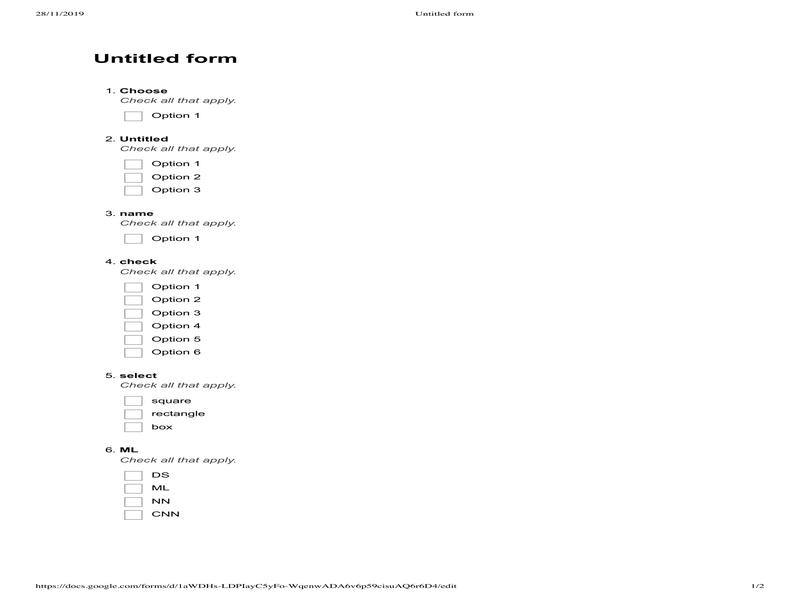 28/11/2019 Untitled form
Untitled form
1. Choose
Check all that apply.
Option 1
2. Untitled
Check all that apply.
Option 1
Option 2
Option 3
3. name
Check all that apply.
Option 1
4. check
Check all that apply.
Option 1
Option 2
Option 3
Option 4
Option 5
Option 6
5. select
Check all that apply.
square
rectangle
box
6. ML
Check all that apply.
DS
ML
NN
CNN
https://docs.google.com/forms/d/1aWDHs-LDPIayC5yFo-WqenwADA6v6p59cisuAQ6r6D4/edit 1/2